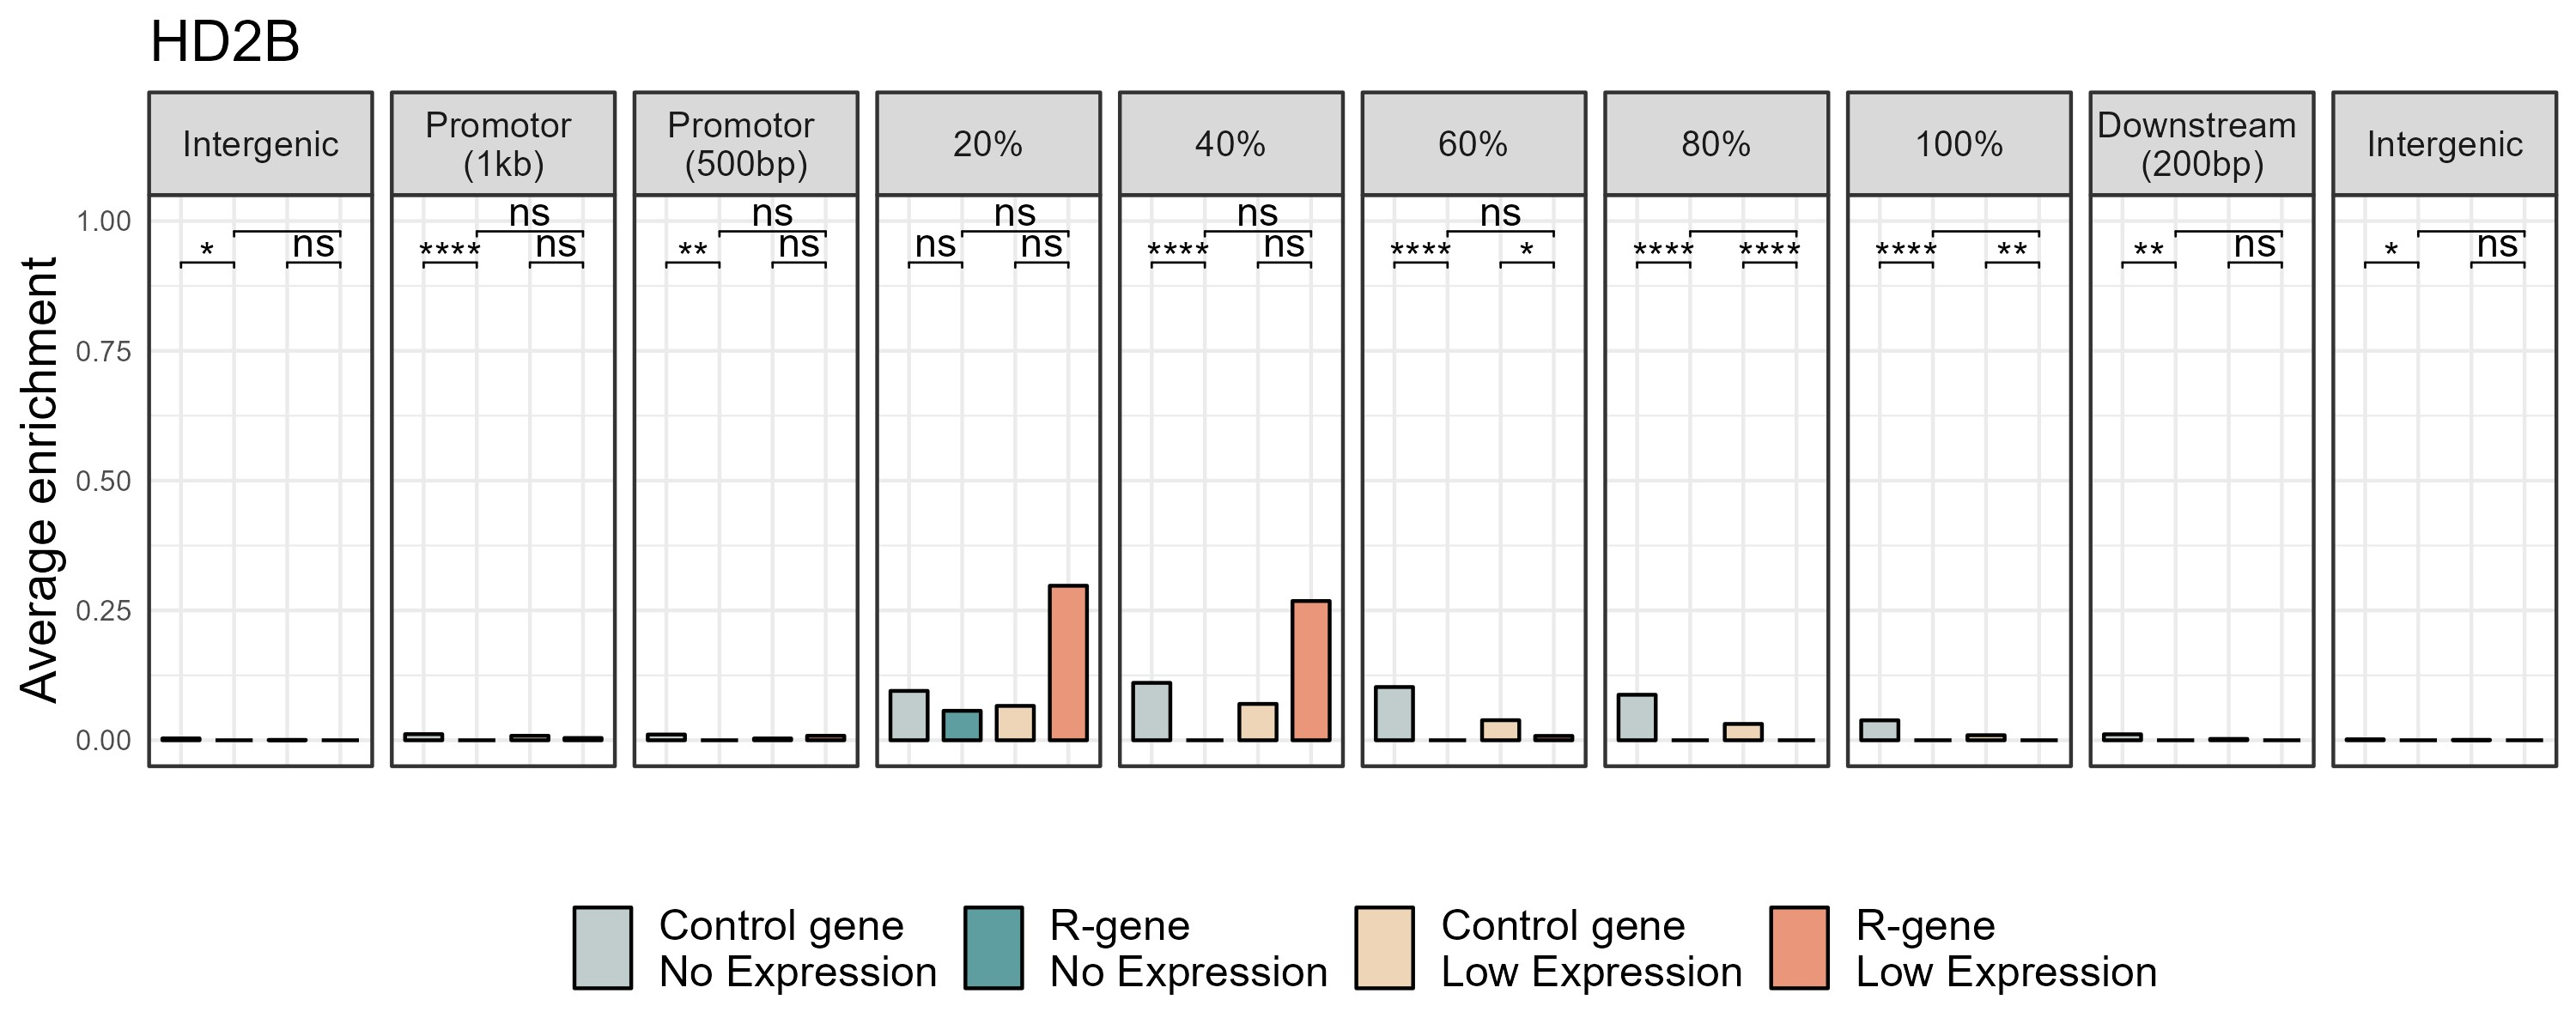 HD2B
Intergenic
Promotor
(1kb)
Promotor
(500bp)
20%
40%
60%
80%
100%
Downstream
(200bp)
Intergenic
Average enrichment
1.00
0.75
0.50
0.25
0.00
* ns
ns
**** ns
ns
** ns
ns
ns ns
ns
**** ns
ns
**** *
**** ****
**** **
** ns
* ns
Control gene
No Expression
R-gene
No Expression
Control gene
Low Expression
R-gene
Low Expression